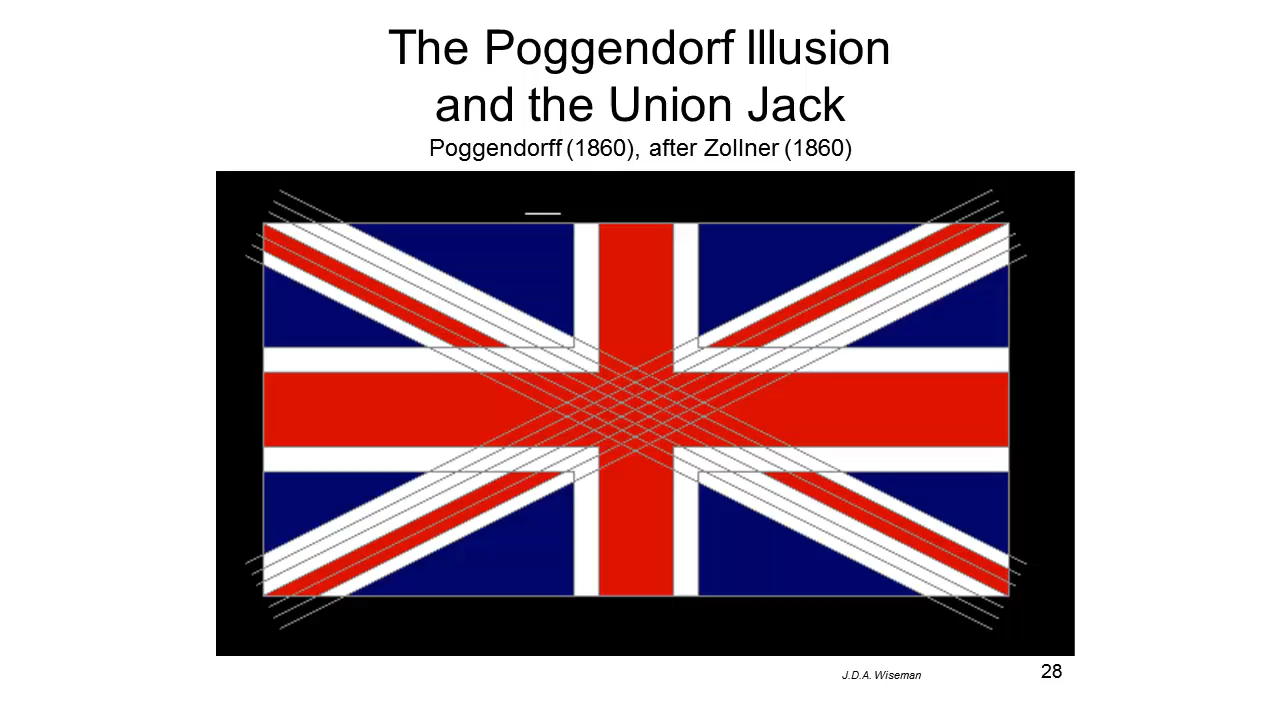 The Poggendorf Illusion
and the Union Jack
Poggendorff (1860), after Zollner (1860)
J.D.A. Wiseman
28